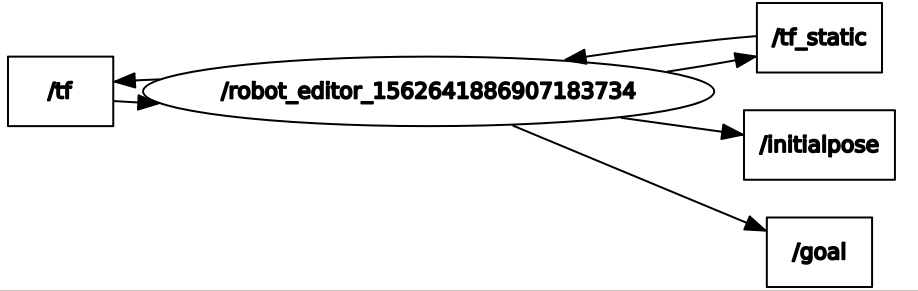 /tf_static
/tf
/robot_editor_1562641886907183734
/initialpose
/goal